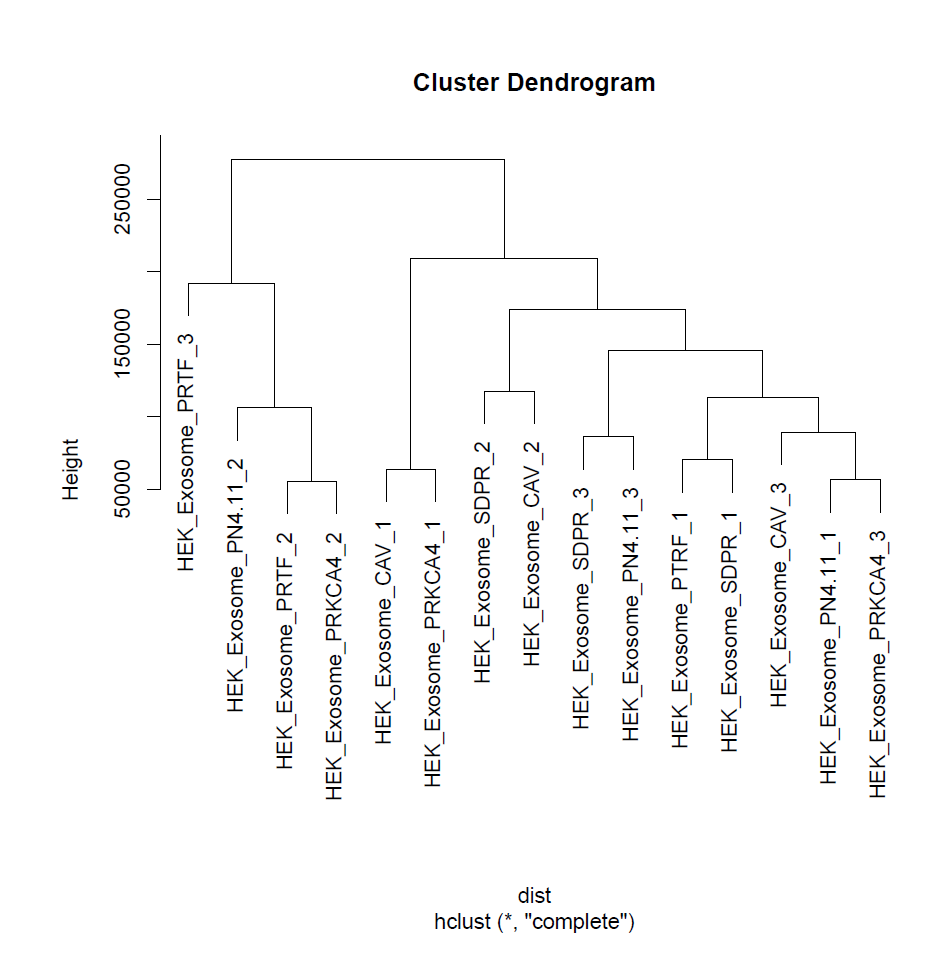 Cluster Dendrogram
Height
250000
150000
50000
HEK_Exosome_PRTF_3
HEK_Exosome_PN4.11_2
HEK_Exosome_PRTF_2
HEK_Exosome_PRKCA4_2
HEK_Exosome_CAV_1
HEK_Exosome_PRKCA4_1
HEK_Exosome_SDPR_2
HEK_Exosome_CAV_2
HEK_Exosome_SDPR_3
HEK_Exosome_PN4.11_3
HEK_Exosome_PTRF_1
HEK_Exosome_SDPR_1
HEK_Exosome_CAV_3
HEK_Exosome_PN4.11_1
HEK_Exosome_PRKCA4_3
dist
hclust (*, "complete")